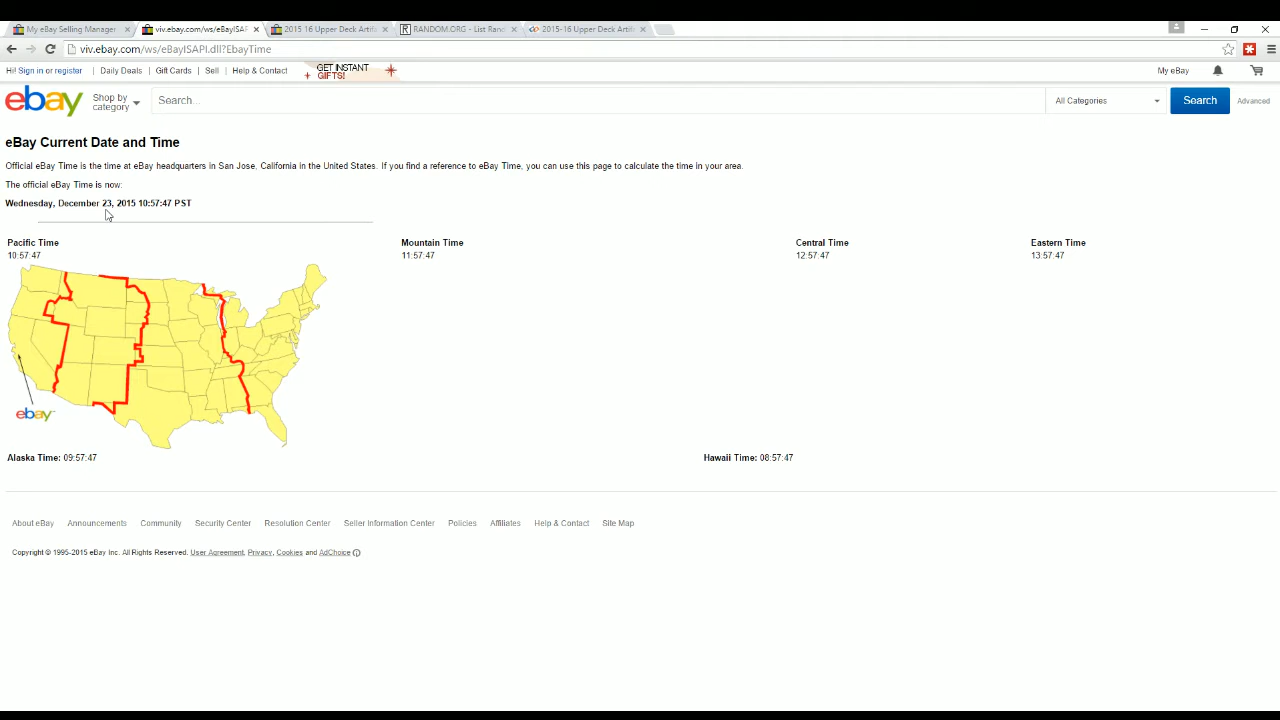 My eBay Selling Manager
viv.ebay.com/ws/eBayISAPI
2015 16 Upper Deck Artifa
RANDOM.ORG - List Rand
2015-16 Upper Deck Artif
viv.ebay.com/ws/eBayISAPI.dll?EbayTime
Hi! Sign in or register
Daily Deals
Gift Cards
Sell
Help & Contact
GET INSTANT
GIFTS!
My eBay
ebay
Shop by
category
Search...
All Categories
Search
Advanced
eBay Current Date and Time
Official eBay Time is the time at eBay headquarters in San Jose, California in the United States. If you find a reference to eBay Time, you can use this page to calculate the time in your area.
The official eBay Time is now:
Wednesday, December 23, 2015 10:57:47 PST
Pacific Time
10:57:47
Mountain Time
11:57:47
Central Time
12:57:47
Eastern Time
13:57:47
ebay
Alaska Time: 09:57:47
Hawaii Time: 08:57:47
About eBay
Announcements
Community
Security Center
Resolution Center
Seller Information Center
Policies
Affiliates
Help & Contact
Site Map
Copyright © 1995-2015 eBay Inc. All Rights Reserved. User Agreement, Privacy, Cookies and AdChoice